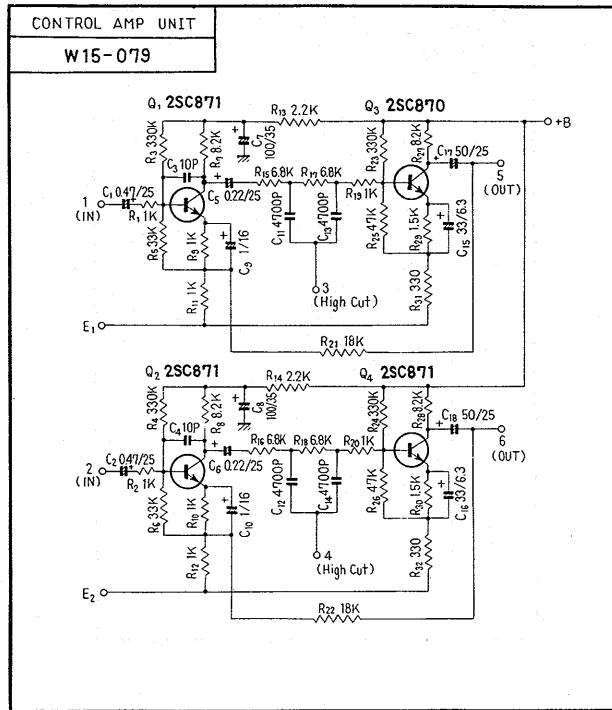 CONTROL AMP UNIT
W15-079
Q1 2SC871
R13 2.2K
Q3 2SC870
+B
R3 330K
R7 8.2K
C7 100/35
R23 330K
R27 8.2K
C17 50/25
C3 10P
R15 6.8K
R17 6.8K
5
(OUT)
1
(IN)
C1 0.47/25
R1 1K
C5 0.22/25
R19 1K
C11 4700P
C13 4700P
R5 33K
R9 1K
C9 1/16
R25 47K
R29 1.5K
C15 33/6.3
3
(High Cut)
R11 1K
R31 330
E1
R21 18K
Q2 2SC871
R14 2.2K
Q4 2SC871
R4 330K
R8 8.2K
C8 100/35
R24 330K
R28 8.2K
C18 50/25
C4 10P
R16 6.8K
R18 6.8K
R20 1K
6
(OUT)
2
(IN)
C2 0.47/25
R2 1K
C6 0.22/25
C12 4700P
C14 4700P
R6 33K
R10 1K
C10 1/16
R26 47K
R30 1.5K
C16 33/6.3
4
(High Cut)
R12 1K
R32 330
E2
R22 18K